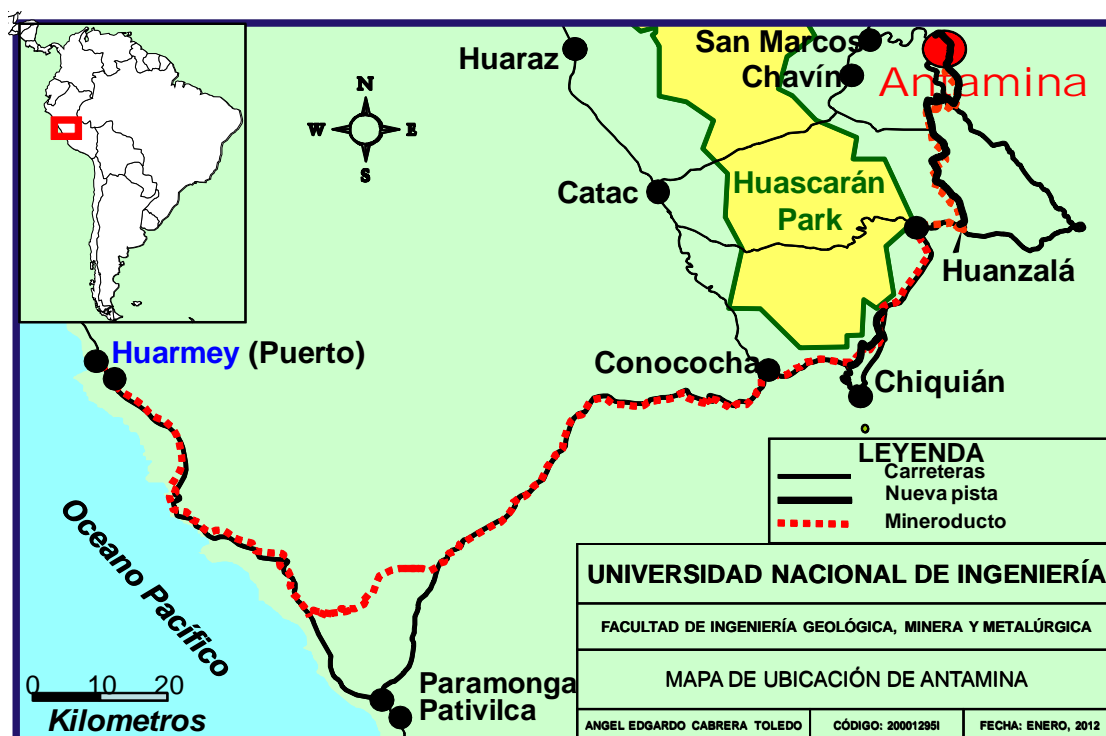 Huaraz
San Marcos
Chavín
Antamina
N
W E
S
Catac
Huascarán
Park
Huanzalá
Huarmey (Puerto)
Conococha
Chiquián
LEYENDA
Carreteras
Nueva pista
Mineroducto
Oceano Pacífico
UNIVERSIDAD NACIONAL DE INGENIERÍA
FACULTAD DE INGENIERÍA GEOLÓGICA, MINERA Y METALÚRGICA
MAPA DE UBICACIÓN DE ANTAMINA
ANGEL EDGARDO CABRERA TOLEDO CÓDIGO: 20001295I FECHA: ENERO, 2012
Paramonga
Pativilca
0 10 20
Kilometros